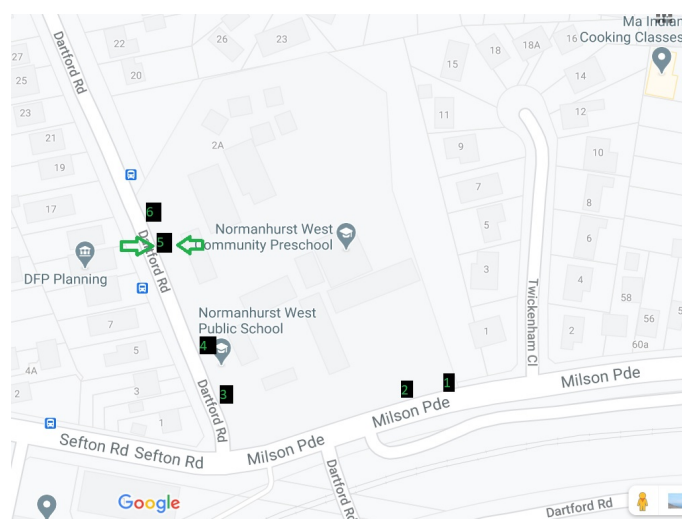 Ma Indian
Cooking Classes
Dartford Rd
22
26
23
18
18A
16
27
20
15
14
25
23
11
12
21
2A
9
10
19
7
8
17
6
6
5
Normanhurst West
Community Preschool
5
DFP Planning
Dartford Rd
3
4
58
56
Twickenham Cl
7
Normanhurst West
Public School
1
2
60a
5
4
4A
3
2
3
2
1
Dartford Rd
Milson Pde
Milson Pde
1
Sefton Rd
Sefton Rd
Milson Pde
Dartford Rd
Google
Dartford Rd